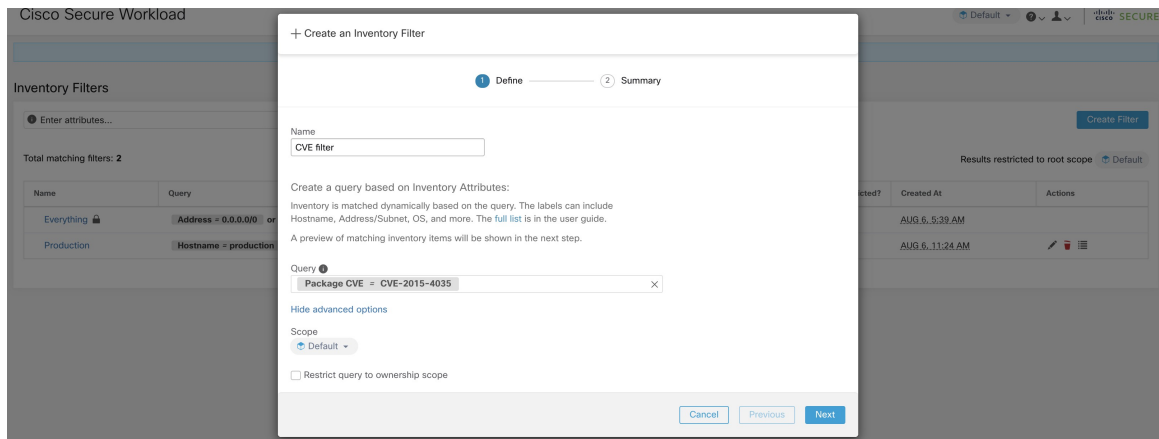 Cisco Secure Workload
Default
CISCO SECURE
+ Create an Inventory Filter
1 Define 2 Summary
Inventory Filters
Enter attributes...
Create Filter
Total matching filters: 2
Results restricted to root scope Default
Name Query icted? Created At Actions
Everything Address = 0.0.0.0/0 or AUG 6, 5:39 AM
Production Hostname = production AUG 6, 11:24 AM
Name
CVE filter
Create a query based on Inventory Attributes:
Inventory is matched dynamically based on the query. The labels can include
Hostname, Address/Subnet, OS, and more. The full list is in the user guide.
A preview of matching inventory items will be shown in the next step.
Query
Package CVE = CVE-2015-4035
Hide advanced options
Scope
Default
Restrict query to ownership scope
Cancel Previous Next